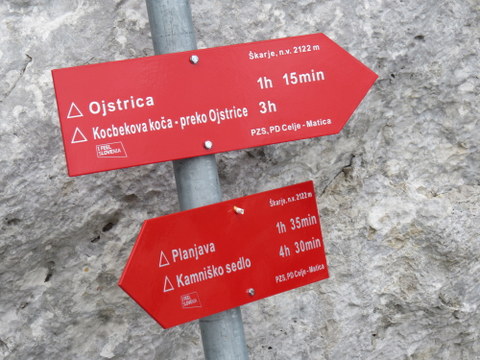 Škarje, n.v. 2122 m
Ojstrica 1h 15min
Kocbekova koča - preko Ojstrice 3h
PZS, PD Celje - Matica
Škarje, n.v. 2122 m
Planjava 1h 35min
Kamniško sedlo 4h 30min
PZS, PD Celje - Matica